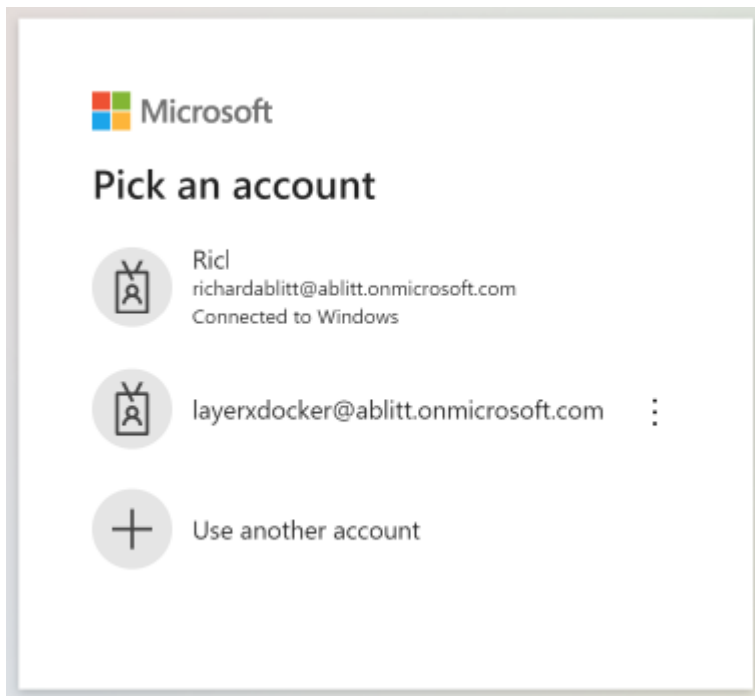 Microsoft
Pick an account
Ricl
richardablitt@ablitt.onmicrosoft.com
Connected to Windows
layerxdocker@ablitt.onmicrosoft.com
Use another account